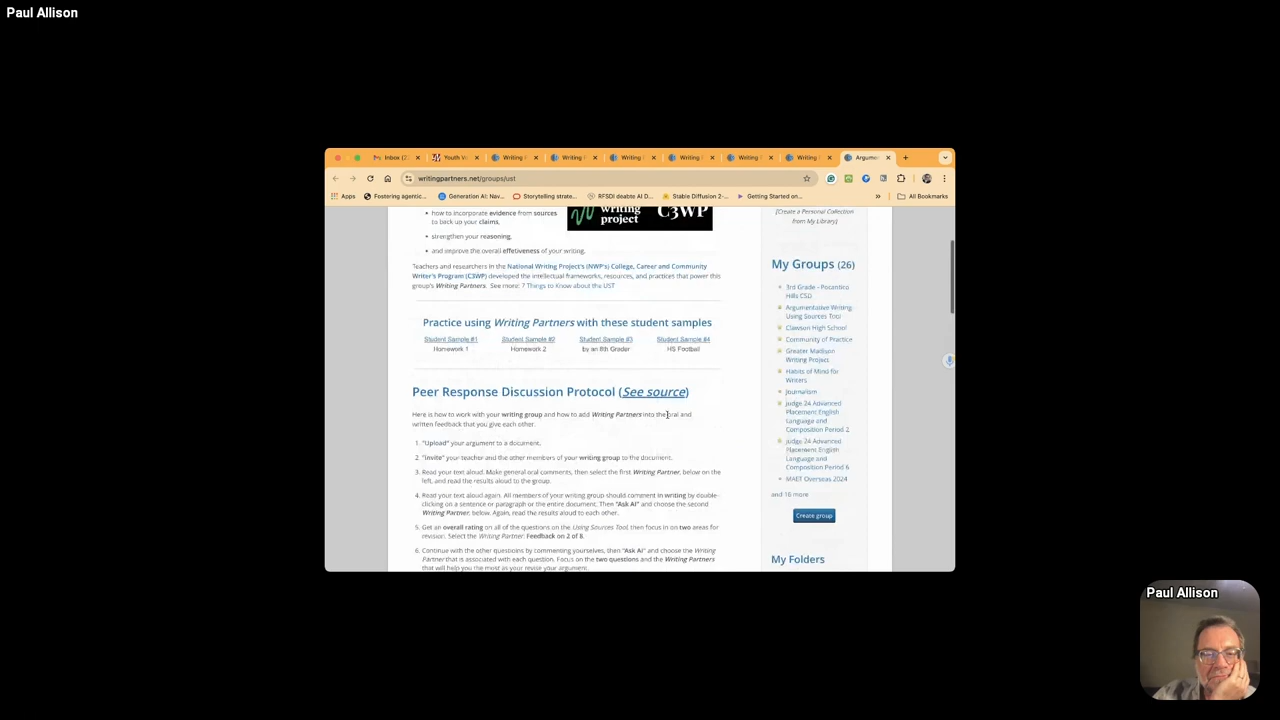 Paul Allison
Inbox (2
Youth Vo
Writing
Writing
Writing
Writing
Writing
Writing
Argume
writingpartners.net/groups/ust
Apps
Fostering agentic...
Generation AI: Nav...
Storytelling strate...
RFSDI deabte AI D...
Stable Diffusion 2-...
Getting Started on...
All Bookmarks
how to incorporate evidence from sources
to back up your claims,
strengthen your reasoning,
and improve the overall effetiveness of your writing.
writing
project
C3WP
Teachers and researchers in the National Writing Project's (NWP's) College, Career and Community
Writer's Program (C3WP) developed the intellectual frameworks, resources, and practices that power this
group's Writing Partners. See more: 7 Things to Know about the UST
Practice using Writing Partners with these student samples
Student Sample #1 Student Sample #2 Student Sample #3 Student Sample #4
Homework 1 Homework 2 by an 8th Grader HS Football
Peer Response Discussion Protocol (See source)
Here is how to work with your writing group and how to add Writing Partners into the oral and
written feedback that you give each other.
1. "Upload" your argument to a document.
2. "Invite" your teacher and the other members of your writing group to the document.
3. Read your text aloud. Make general oral comments, then select the first Writing Partner, below on the
left, and read the results aloud to the group.
4. Read your text aloud again. All members of your writing group should comment in writing by double-
clicking on a sentence or paragraph or the entire document. Then "Ask AI" and choose the second
Writing Partner, below. Again, read the results aloud to each other.
5. Get an overall rating on all of the questions on the Using Sources Tool, then focus in on two areas for
revision. Select the Writing Partner: Feedback on 2 of 8.
6. Continue with the other questions by commenting yourselves, then "Ask AI" and choose the Writing
Partner that is associated with each question. Focus on the two questions and the Writing Partners
that will help you the most as your revise your argument.
[Create a Personal Collection
from My Library]
My Groups (26)
3rd Grade - Pocantico
Hills CSD
Argumentative Writing
Using Sources Tool
Clawson High School
Community of Practice
Greater Madison
Writing Project
Habits of Mind for
Writers
Journalism
Judge 24 Advanced
Placement English
Language and
Composition Period 2
Judge 24 Advanced
Placement English
Language and
Composition Period 6
MAET Overseas 2024
and 16 more
Create group
My Folders
Paul Allison